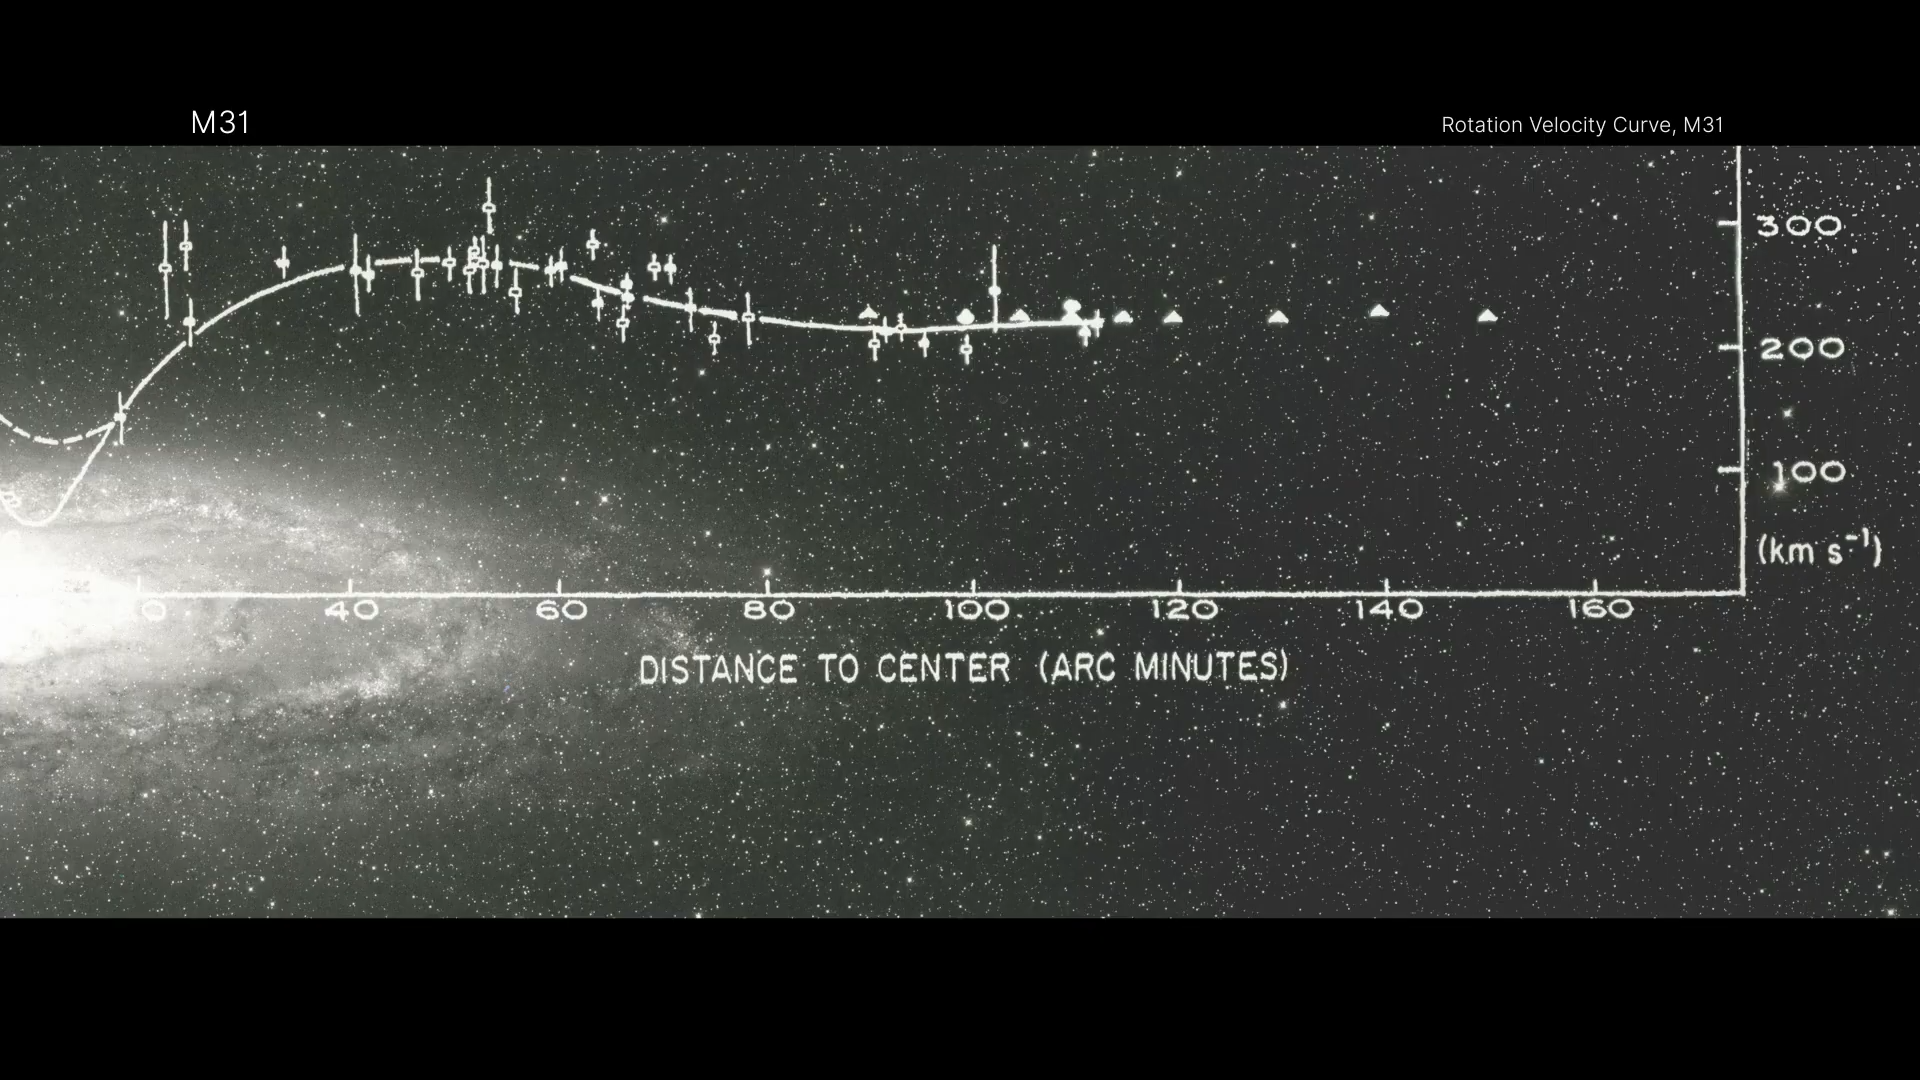 M31
Rotation Velocity Curve, M31
300
200
100
(km s⁻¹)
0 40 60 80 100 120 140 160
DISTANCE TO CENTER (ARC MINUTES)